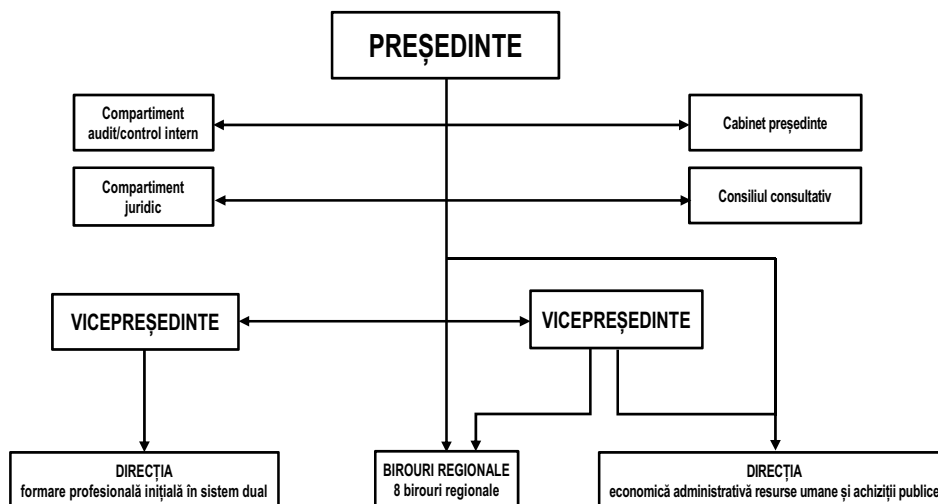 PREȘEDINTE
Compartiment
audit/control intern
Cabinet președinte
Compartiment
juridic
Consiliul consultativ
VICEPREȘEDINTE
VICEPREȘEDINTE
DIRECȚIA
formare profesională inițială în sistem dual
BIROURI REGIONALE
8 birouri regionale
DIRECȚIA
economică administrativă resurse umane și achiziții publice